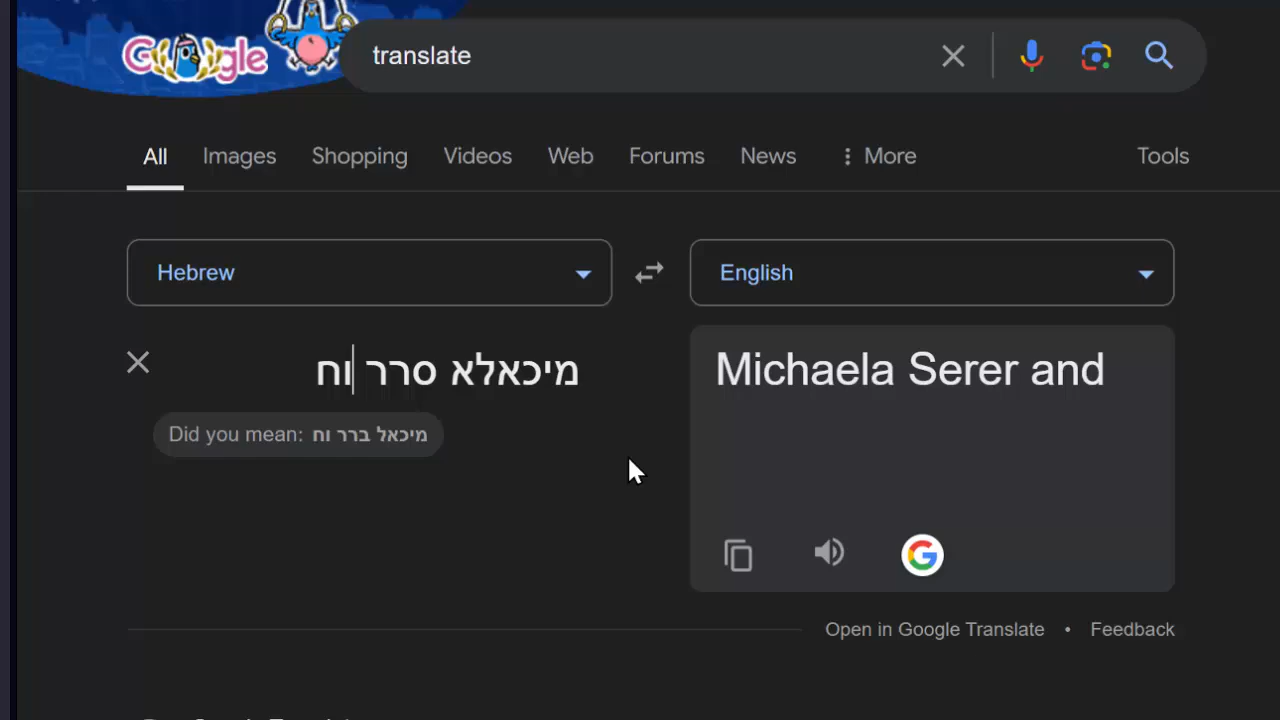 Google
translate
All Images Shopping Videos Web Forums News More Tools
Hebrew English
מיכאלא סרר וח
Michaela Serer and
Did you mean: מיכאל ברר וח
Open in Google Translate • Feedback